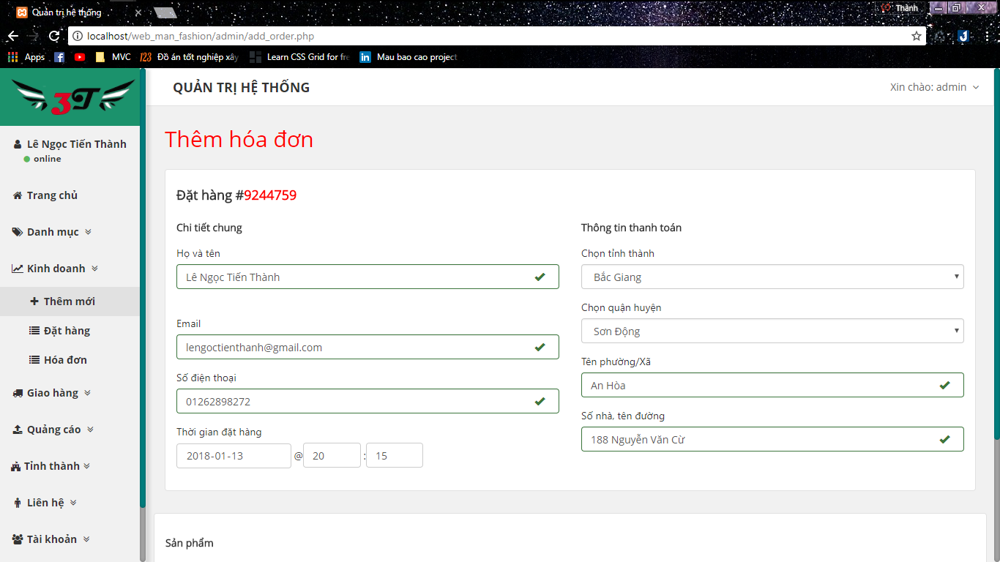 Quản trị hệ thống
Thành
localhost/web_man_fashion/admin/add_order.php
Apps
MVC
123 Đồ án tốt nghiệp xây
Learn CSS Grid for fre
in Mau bao cao project
3T
QUẢN TRỊ HỆ THỐNG
Xin chào: admin
Lê Ngọc Tiến Thành
online
Trang chủ
Danh mục
Kinh doanh
Thêm mới
Đặt hàng
Hóa đơn
Giao hàng
Quảng cáo
Tỉnh thành
Liên hệ
Tài khoản
Thêm hóa đơn
Đặt hàng #9244759
Chi tiết chung
Họ và tên
Lê Ngọc Tiến Thành
Email
lengoctienthanh@gmail.com
Số điện thoại
01262898272
Thời gian đặt hàng
2018-01-13 @ 20 : 15
Thông tin thanh toán
Chọn tỉnh thành
Bắc Giang
Chọn quận huyện
Sơn Động
Tên phường/Xã
An Hòa
Số nhà, tên đường
188 Nguyễn Văn Cừ
Sản phẩm